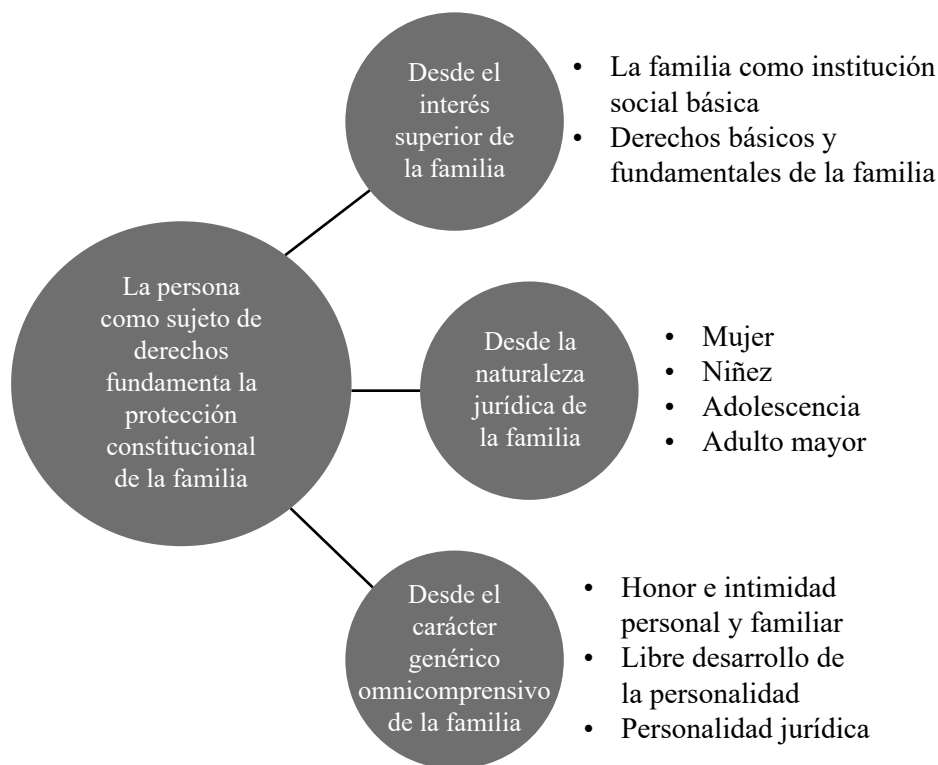 La persona
como sujeto de
derechos
fundamenta la
protección
constitucional
de la familia
Desde el
interés
superior de
la familia
• La familia como institución
social básica
• Derechos básicos y
fundamentales de la familia
Desde la
naturaleza
jurídica de
la familia
• Mujer
• Niñez
• Adolescencia
• Adulto mayor
Desde el
carácter
genérico
omnicomprensivo
de la familia
• Honor e intimidad
personal y familiar
• Libre desarrollo de
la personalidad
• Personalidad jurídica